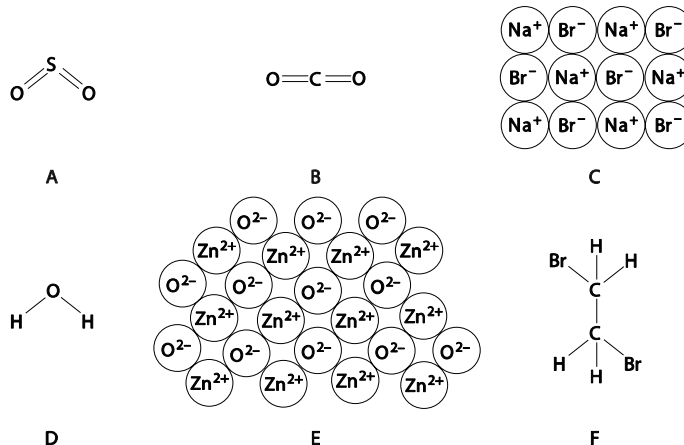 S
O O
A
O=C=O
B
Na⁺ Br⁻ Na⁺ Br⁻
Br⁻ Na⁺ Br⁻ Na⁺
Na⁺ Br⁻ Na⁺ Br⁻
C
O
H H
D
O²⁻ O²⁻ O²⁻
Zn²⁺ Zn²⁺ Zn²⁺ Zn²⁺
O²⁻ O²⁻ O²⁻ O²⁻
Zn²⁺ Zn²⁺ Zn²⁺ Zn²⁺
O²⁻ O²⁻ O²⁻ O²⁻ O²⁻
Zn²⁺ Zn²⁺ Zn²⁺ Zn²⁺
E
H
Br H
C
C
H Br
H
F